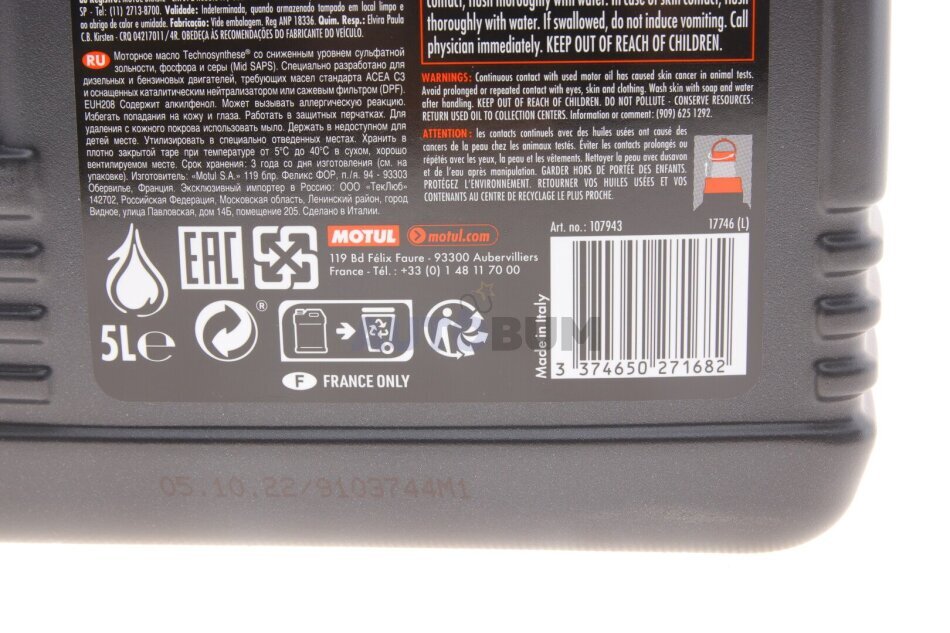 SP - Tel.: (11) 2713-8700. Validade: Indeterminada, quando armazenado tampado em local limpo e
ao abrigo de calor e umidade. Fabricação: Vide embalagem. Reg ANP 18336. Quim. Resp.: Elvira Paula
C.B. Kirsten - CRQ 04217011/4R. OBEDEÇA ÀS RECOMENDAÇÕES DO FABRICANTE DO VEÍCULO.
RU Моторное масло Technosynthese® со сниженным уровнем сульфатной
зольности, фосфора и серы (Mid SAPS). Специально разработано для
дизельных и бензиновых двигателей, требующих масел стандарта ACEA C3
и оснащенных каталитическим нейтрализатором или сажевым фильтром (DPF).
EUH208 Содержит алкилфенол. Может вызывать аллергическую реакцию.
Избегать попадания на кожу и глаза. Работать в защитных перчатках. Для
удаления с кожного покрова использовать мыло. Держать в недоступном для
детей месте. Утилизировать в специально отведенных местах. Хранить в
плотно закрытой таре при температуре от 5°C до 40°C в сухом, хорошо
вентилируемом месте. Срок хранения: 3 года со дня изготовления (см. на
упаковке). Изготовитель: «Motul S.A.» 119 блр. Феликс ФОР, п./я. 94 - 93303
Обервилье, Франция. Эксклюзивный импортер в Россию: ООО «ТекЛюб»
142702, Российская Федерация, Московская область, Ленинский район, город
Видное, улица Павловская, дом 14Б, помещение 205. Сделано в Италии.
contact, flush thoroughly with water. In case of skin contact, flush
thoroughly with water. If swallowed, do not induce vomiting. Call
physician immediately. KEEP OUT OF REACH OF CHILDREN.
WARNINGS: Continuous contact with used motor oil has caused skin cancer in animal tests.
Avoid prolonged or repeated contact with eyes, skin and clothing. Wash skin with soap and water
after handling. KEEP OUT OF REACH OF CHILDREN. DO NOT POLLUTE - CONSERVE RESOURCES:
RETURN USED OIL TO COLLECTION CENTERS. Information or comment: (909) 625 1292.
ATTENTION : les contacts continuels avec des huiles usées ont causé des
cancers de la peau chez les animaux testés. Éviter les contacts prolongés ou
répétés avec les yeux, la peau et les vêtements. Nettoyer la peau avec du savon
et de l'eau après manipulation. GARDER HORS DE PORTÉE DES ENFANTS.
PROTÉGEZ L'ENVIRONNEMENT. RETOURNER VOS HUILES USÉES ET VOS
CONTENANTS AU CENTRE DE RECYCLAGE LE PLUS PROCHE.
EAC
MOTUL motul.com
119 Bd Félix Faure - 93300 Aubervilliers
France - Tél. : +33 (0) 1 48 11 70 00
Art. no.: 107943 17746 (L)
5L℮
®
F FRANCE ONLY
Made in Italy
3 374650 271682
AUTOBUM
05.10.22/9103744M1